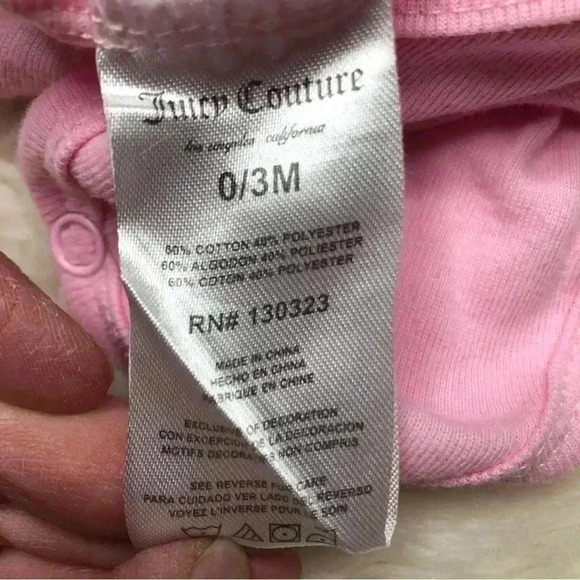 Juicy Couture
los angeles california
0/3M
60% COTTON 40% POLYESTER
60% ALGODON 40% POLIESTER
60% COTON 40% POLYESTER
RN# 130323
MADE IN CHINA
HECHO EN CHINA
FABRIQUE EN CHINE
EXCLUSIVE OF DECORATION
CON EXCEPCION DE LA DECORACION
MOTIFS DECORATIFS NON COMPRIS
SEE REVERSE FOR CARE
PARA CUIDADO VER LADO DEL REVERSO
VOYEZ L'INVERSE POUR LE SOIN